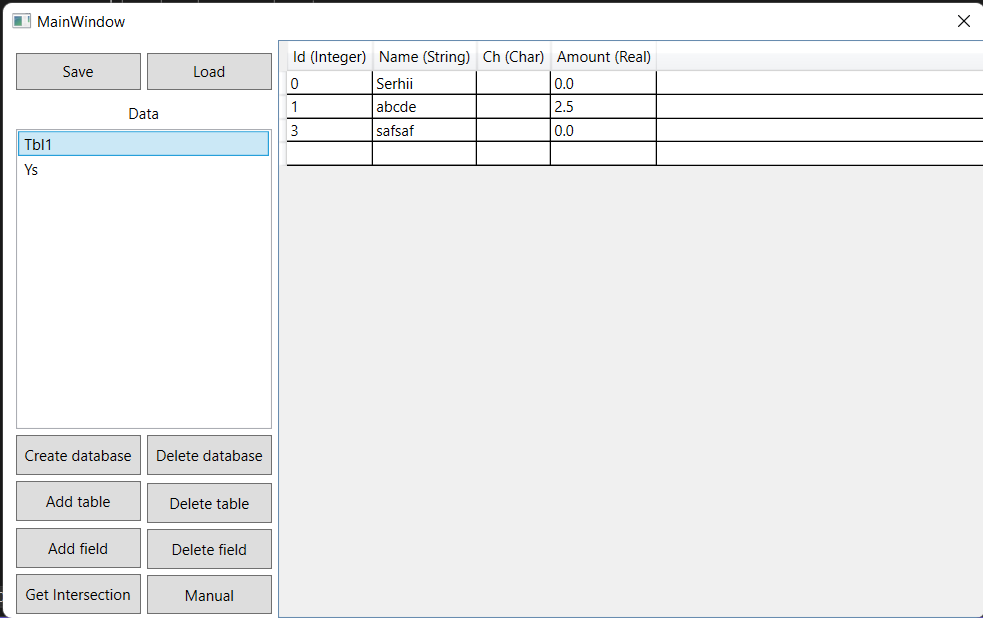 MainWindow
Save Load
Data
Tbl1
Ys
Create database Delete database
Add table Delete table
Add field Delete field
Get Intersection Manual
Id (Integer) Name (String) Ch (Char) Amount (Real)
0 Serhii 0.0
1 abcde 2.5
3 safsaf 0.0